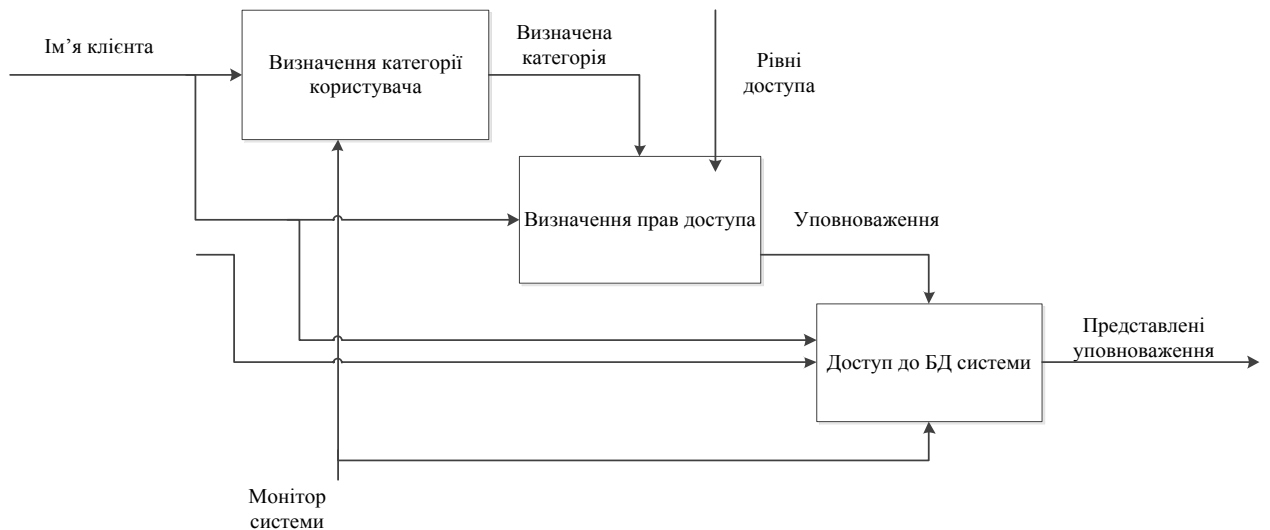 Ім’я клієнта
Визначення категорії
користувача
Визначена
категорія
Рівні
доступа
Визначення прав доступа
Уповноваження
Доступ до БД системи
Представлені
уповноваження
Монітор
системи